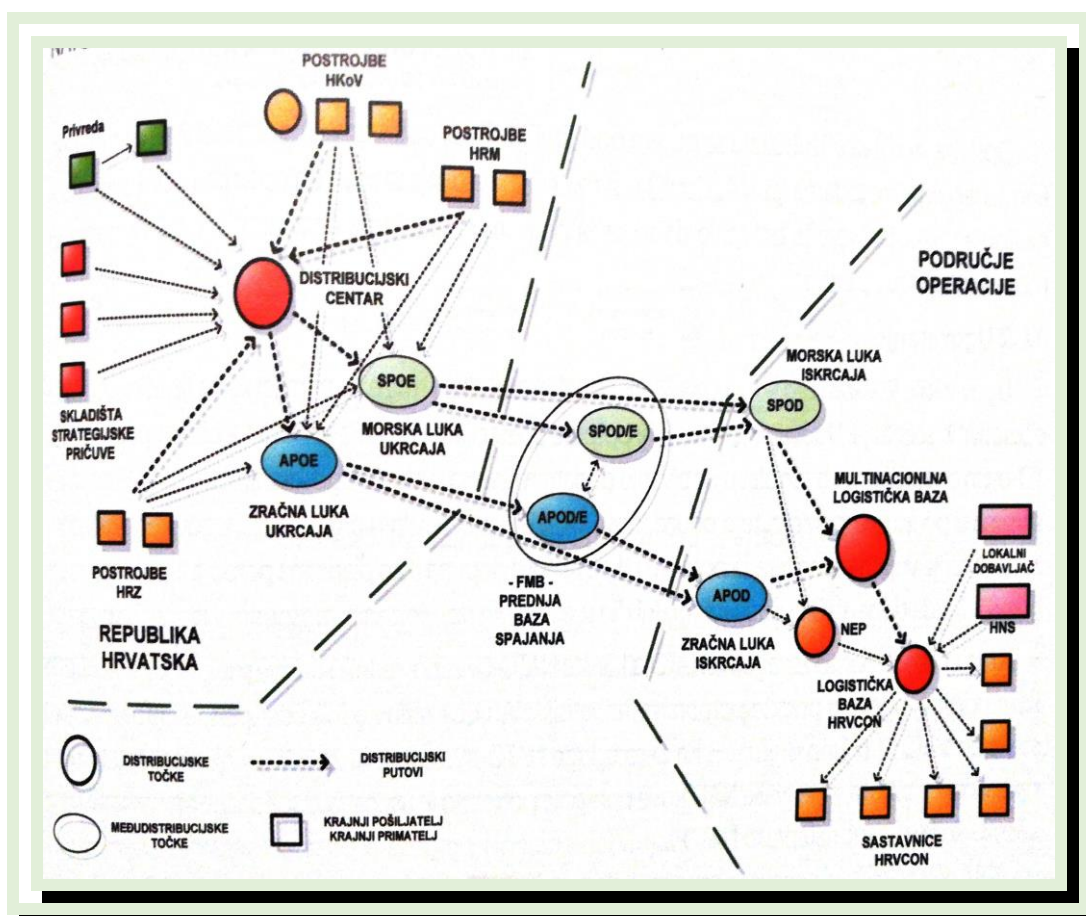 POSTROJBE
HKoV
Privreda
POSTROJBE
HRM
DISTRIBUCIJSKI
CENTAR
PODRUČJE
OPERACIJE
SKLADIŠTA
STRATEGIJSKE
PRIČUVE
SPOE
MORSKA LUKA
UKRCAJA
MORSKA LUKA
ISKRCAJA
SPOD
SPOD/E
APOE
ZRAČNA LUKA
UKRCAJA
APOD/E
MULTINACIONLNA
LOGISTIČKA BAZA
POSTROJBE
HRZ
- FMB -
PREDNJA
BAZA
SPAJANJA
APOD
ZRAČNA LUKA
ISKRCAJA
NEP
LOKALNI
DOBAVLJAČ
HNS
REPUBLIKA
HRVATSKA
LOGISTIČKA
BAZA
HRVCON
DISTRIBUCIJSKE
TOČKE
DISTRIBUCIJSKI
PUTOVI
MEĐUDISTRIBUCIJSKE
TOČKE
KRAJNJI POŠILJATELJ
KRAJNJI PRIMATELJ
SASTAVNICE
HRVCON